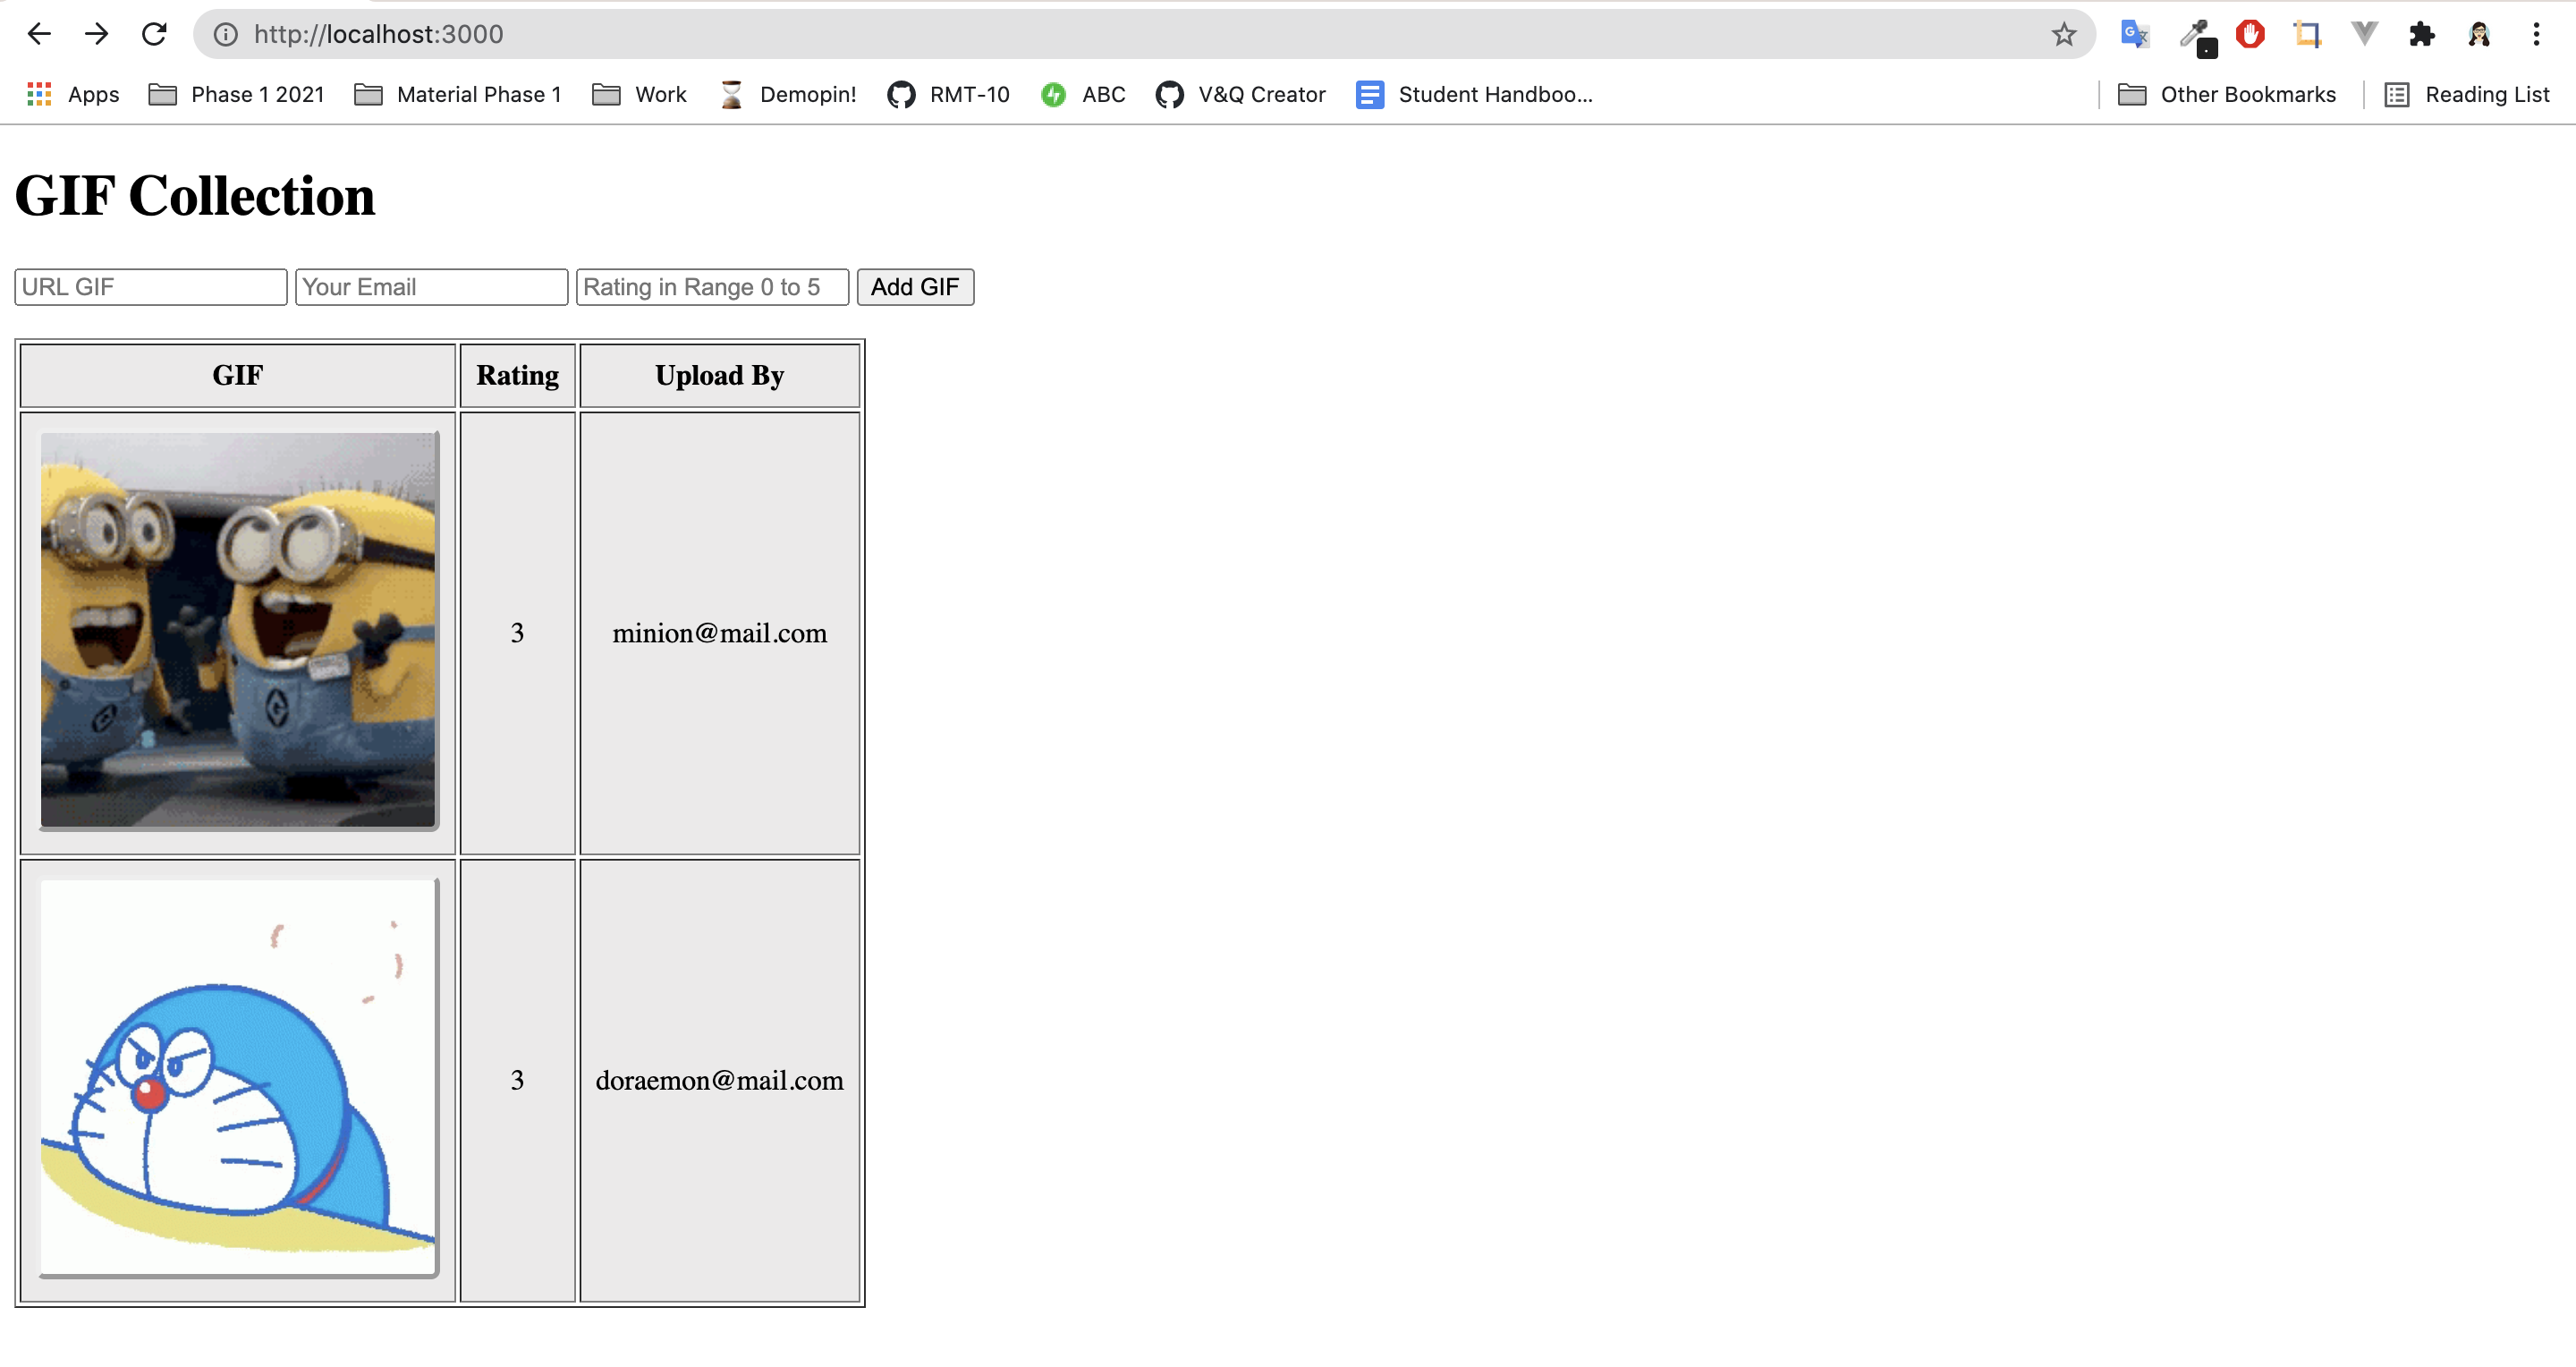 http://localhost:3000
Apps Phase 1 2021 Material Phase 1 Work Demopin! RMT-10 ABC V&Q Creator Student Handboo... Other Bookmarks Reading List
GIF Collection
URL GIF Your Email Rating in Range 0 to 5 Add GIF
GIF Rating Upload By
3 minion@mail.com
3 doraemon@mail.com